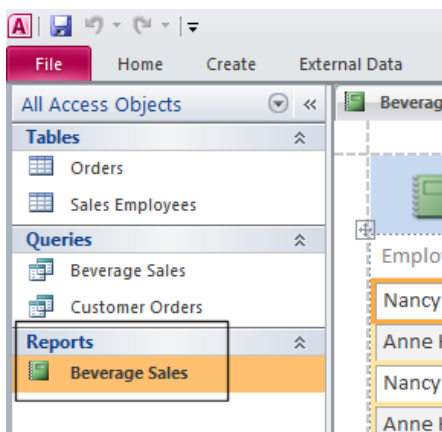 A
File Home Create External Data
All Access Objects
Tables
Orders
Sales Employees
Queries
Beverage Sales
Customer Orders
Reports
Beverage Sales
Beverag
Emplo
Nancy
Anne
Nancy
Anne